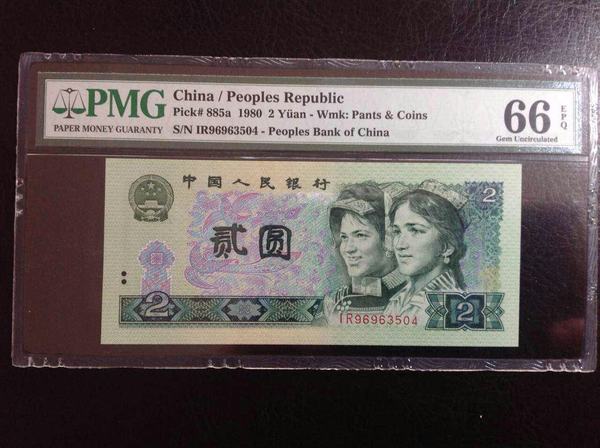 PMG
PAPER MONEY GUARANTY
China / Peoples Republic
Pick# 885a 1980 2 Yüan - Wmk: Pants & Coins
S/N IR96963504 - Peoples Bank of China
66 EPQ
Gem Uncirculated
中国人民银行
2
贰圆
2
IR96963504
2